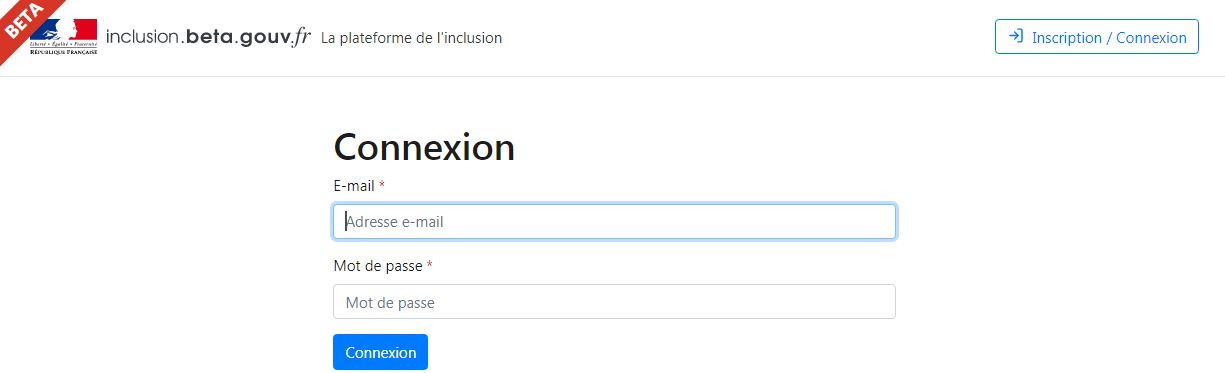 BETA
Liberté • Égalité • Fraternité
RÉPUBLIQUE FRANÇAISE
inclusion.beta.gouv.fr La plateforme de l'inclusion
Inscription / Connexion
Connexion
E-mail *
Adresse e-mail
Mot de passe *
Mot de passe
Connexion